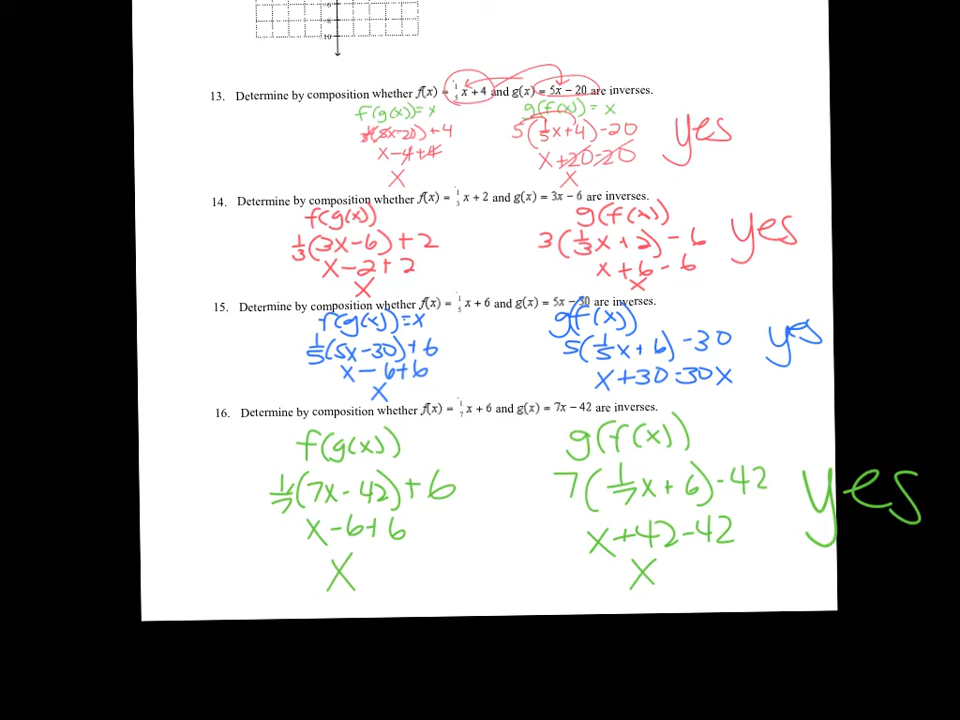 -6
-8
-10
13. Determine by composition whether f(x) = 1/5 x + 4 and g(x) = 5x − 20 are inverses.
f(g(x)) = x g(f(x)) = x
(5x-20)+4 5(1/5x+4)-20 yes
x-4+4 x+20-20
x x
14. Determine by composition whether f(x) = 1/3 x + 2 and g(x) = 3x − 6 are inverses.
f(g(x)) g(f(x))
1/3(3x-6)+2 3(1/3x+2)-6 yes
x-2+2 x+6-6
x x
15. Determine by composition whether f(x) = 1/5 x + 6 and g(x) = 5x − 30 are inverses.
f(g(x))=x g(f(x))
1/5(5x-30)+6 5(1/5x+6)-30 yes
x-6+6 x+30-30x
x
16. Determine by composition whether f(x) = 1/7 x + 6 and g(x) = 7x − 42 are inverses.
f(g(x)) g(f(x))
1/7(7x-42)+6 7(1/7x+6)-42 yes
x-6+6 x+42-42
x x